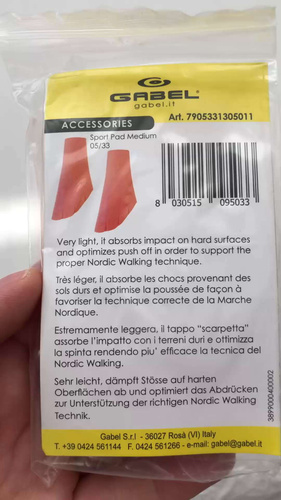 GABEL®
gabel.it
Art. 7905331305011
ACCESSORIES
Sport Pad Medium
05/33
8 030515 095033
Very light, it absorbs impact on hard surfaces
and optimizes push off in order to support the
proper Nordic Walking technique.
Très léger, il absorbe les chocs provenant des
sols durs et optimise la poussée de façon à
favoriser la technique correcte de la Marche
Nordique.
Estremamente leggera, il tappo “scarpetta”
assorbe l’impatto con i terreni duri e ottimizza
la spinta rendendo piu’ efficace la tecnica del
Nordic Walking.
Sehr leicht, dämpft Stösse auf harten
Oberflächen ab und optimiert das Abdrücken
zur Unterstützung der richtigen Nordic Walking
Technik.
3899000400002
Gabel S.r.l - 36027 Rosà (VI) Italy
T. +39 0424 561144 F. 0424 561266 - e-mail: gabel@gabel.it